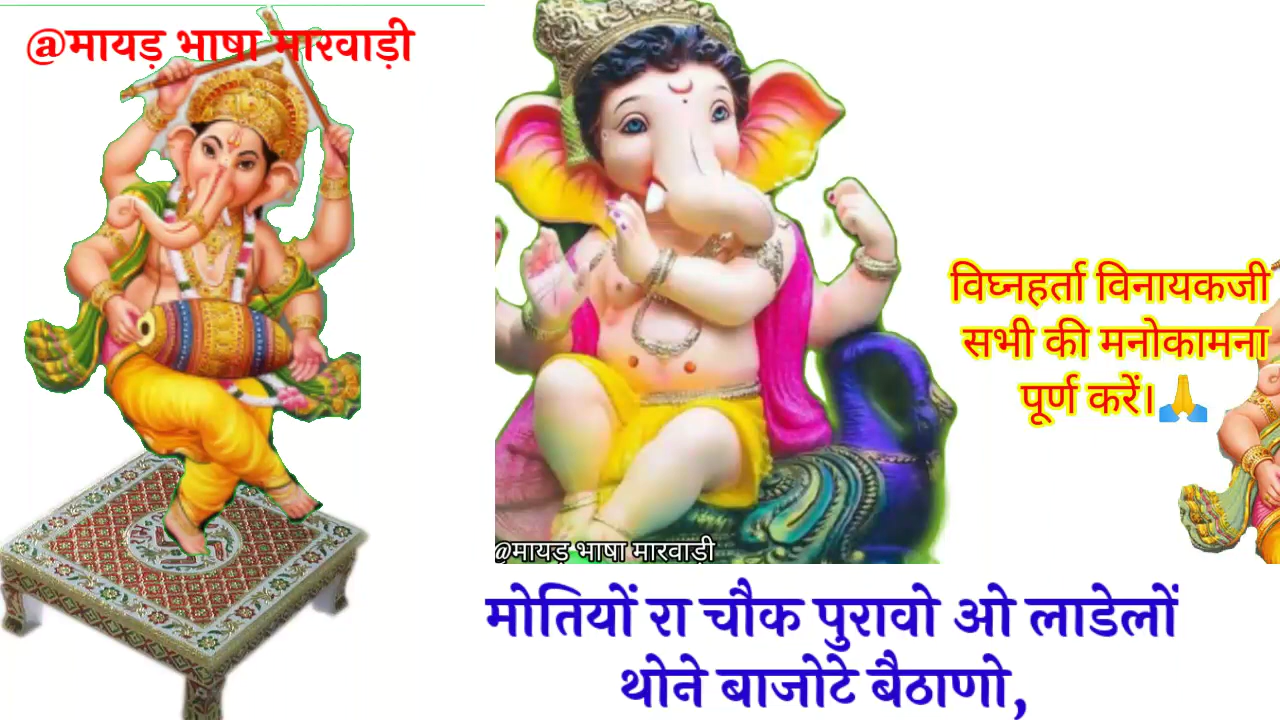 @मायड़ भाषा मारवाड़ी
विघ्नहर्ता विनायकजी
सभी की मनोकामना
पूर्ण करें।🙏
@मायड़ भाषा मारवाड़ी
मोतियों रा चौक पुरावो ओ लाडेलों
थोने बाजोटे बैठाणो,